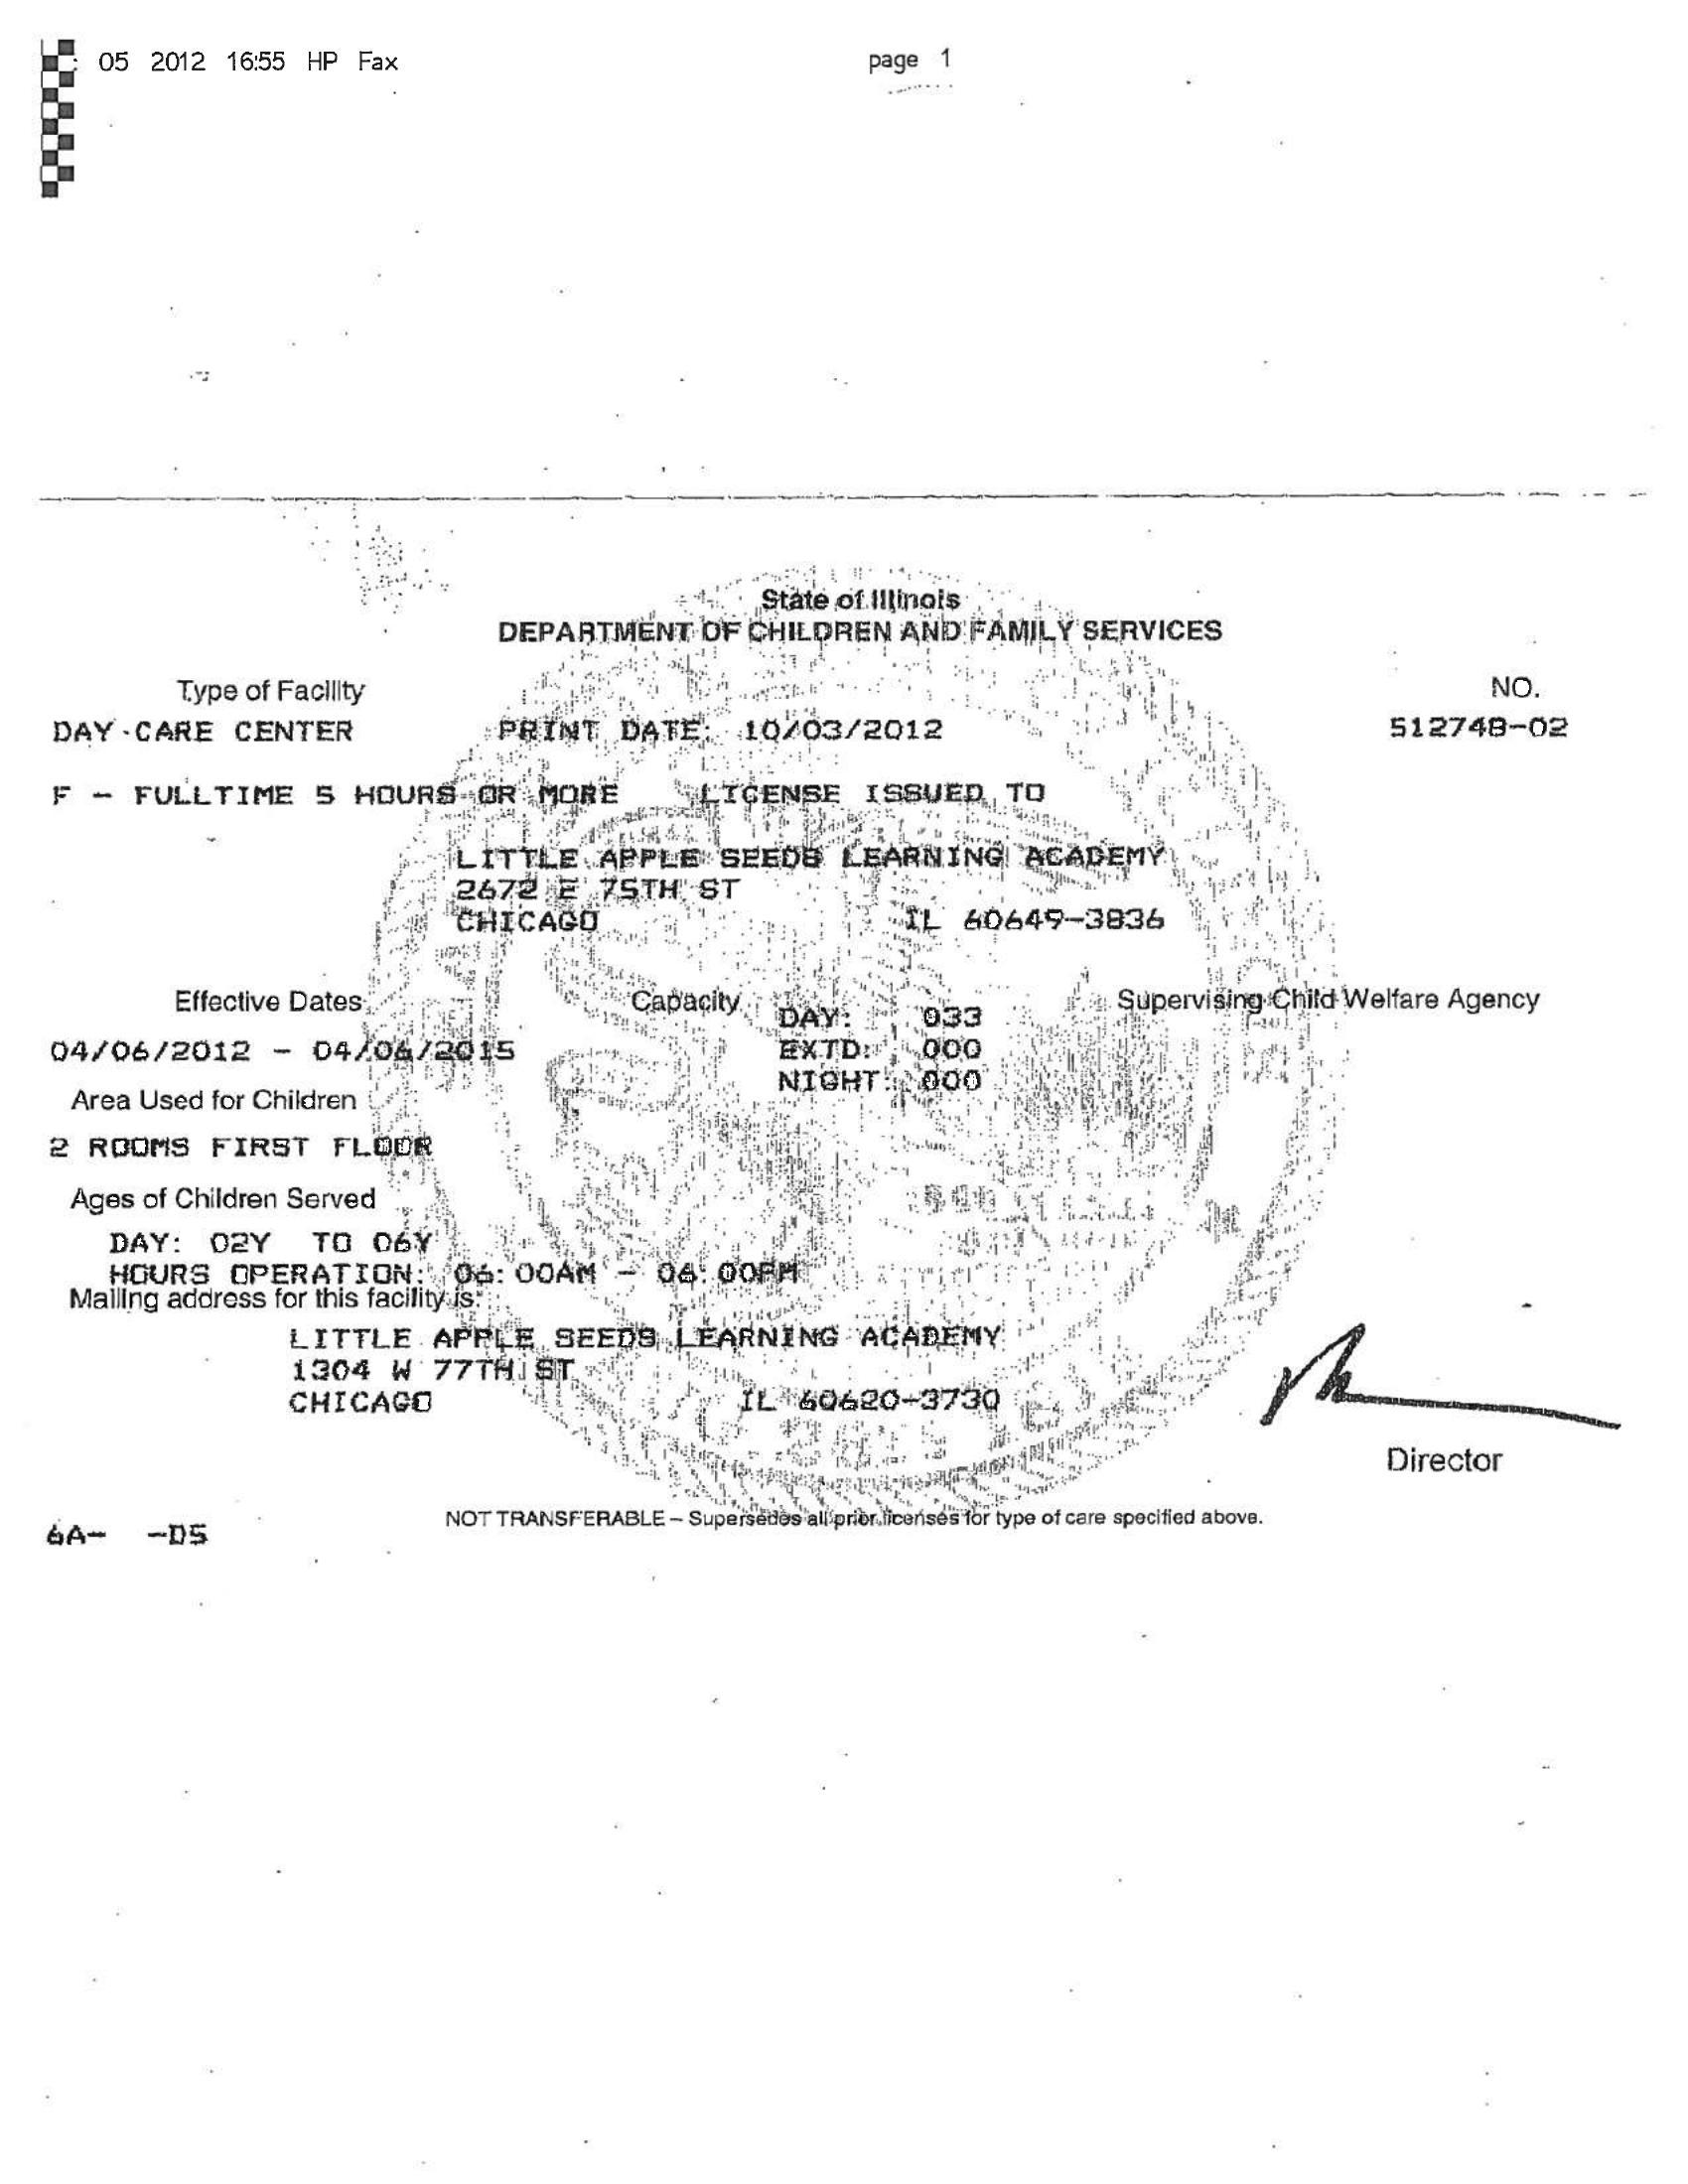 05 2012 16:55 HP Fax page 1
State of Illinois
DEPARTMENT OF CHILDREN AND FAMILY SERVICES
Type of Facility NO.
DAY CARE CENTER PRINT DATE: 10/03/2012 512748-02
F - FULLTIME 5 HOURS OR MORE LICENSE ISSUED TO
LITTLE APPLE SEEDS LEARNING ACADEMY
2672 E 75TH ST
CHICAGO IL 60649-3836
Effective Dates Capacity Supervising Child Welfare Agency
DAY: 033
04/06/2012 - 04/06/2015 EXTD: 000
NIGHT: 000
Area Used for Children
2 ROOMS FIRST FLOOR
Ages of Children Served
DAY: 02Y TO 06Y
HOURS OPERATION: 06:00AM - 06:00PM
Mailing address for this facility is:
LITTLE APPLE SEEDS LEARNING ACADEMY
1304 W 77TH ST
CHICAGO IL 60620-3730
Director
NOT TRANSFERABLE – Supersedes all prior licenses for type of care specified above.
6A- -DS